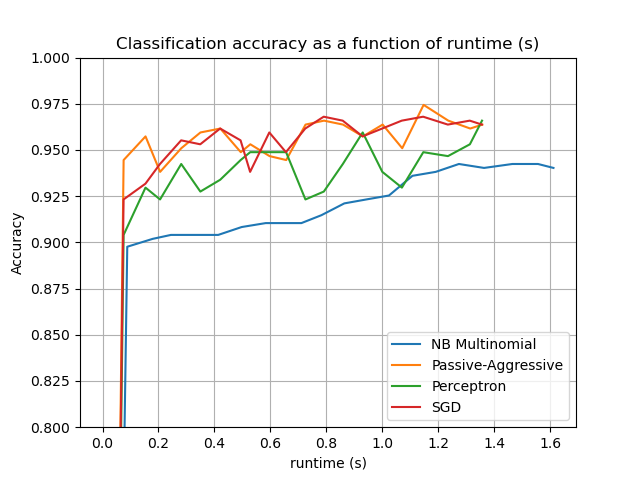 Classification accuracy as a function of runtime (s)
1.000
0.975
0.950
0.925
0.900
0.875
0.850
0.825
0.800
Accuracy
NB Multinomial
Passive-Aggressive
Perceptron
SGD
0.0 0.2 0.4 0.6 0.8 1.0 1.2 1.4 1.6
runtime (s)